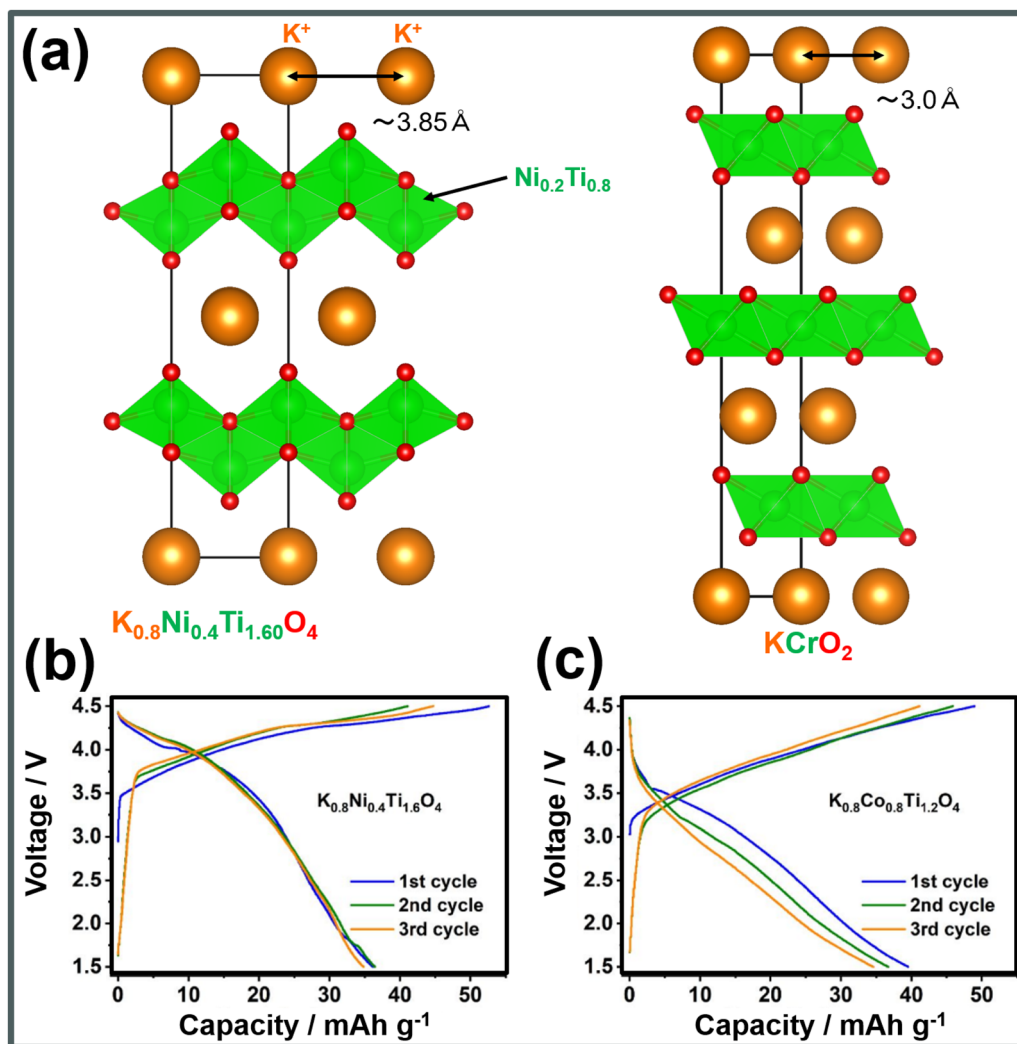 (a)
K⁺ K⁺
~3.85 Å
~3.0 Å
Ni₀.₂Ti₀.₈
K₀.₈Ni₀.₄Ti₁.₆₀O₄
KCrO₂
(b)
4.5
4.0
3.5
3.0
2.5
2.0
1.5
Voltage / V
K₀.₈Ni₀.₄Ti₁.₆O₄
1st cycle
2nd cycle
3rd cycle
0 10 20 30 40 50
Capacity / mAh g⁻¹
(c)
4.5
4.0
3.5
3.0
2.5
2.0
1.5
Voltage / V
K₀.₈Co₀.₈Ti₁.₂O₄
1st cycle
2nd cycle
3rd cycle
0 10 20 30 40 50
Capacity / mAh g⁻¹